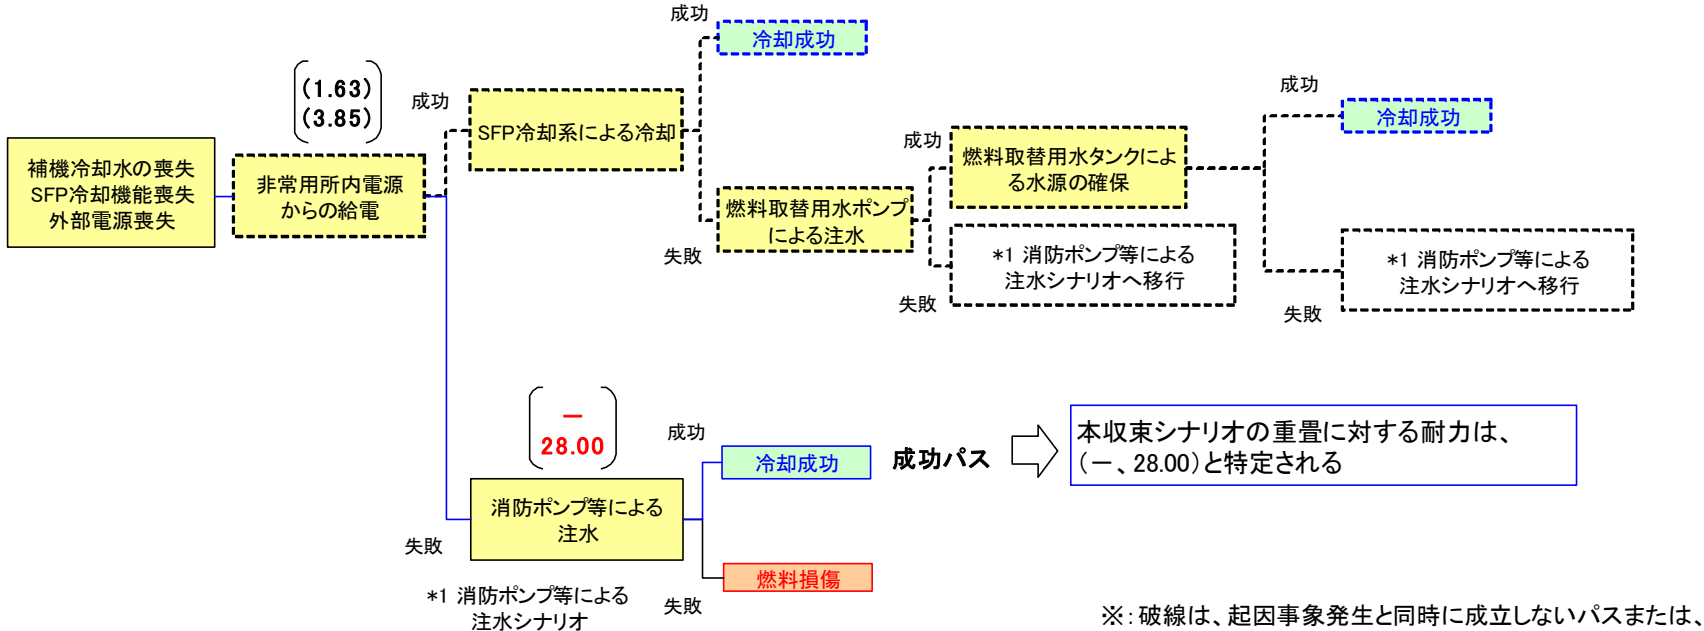 成功
冷却成功
(1.63)
(3.85)
成功
SFP冷却系による冷却
成功
冷却成功
補機冷却水の喪失
SFP冷却機能喪失
外部電源喪失
非常用所内電源
からの給電
成功
燃料取替用水タンクによ
る水源の確保
燃料取替用水ポンプ
による注水
失敗
*1 消防ポンプ等による
注水シナリオへ移行
失敗
*1 消防ポンプ等による
注水シナリオへ移行
失敗
－
28.00
成功
冷却成功
成功パス
本収束シナリオの重畳に対する耐力は、
(－、28.00)と特定される
消防ポンプ等による
注水
失敗
燃料損傷
失敗
*1 消防ポンプ等による
注水シナリオ
※:破線は、起因事象発生と同時に成立しないパスまたは、